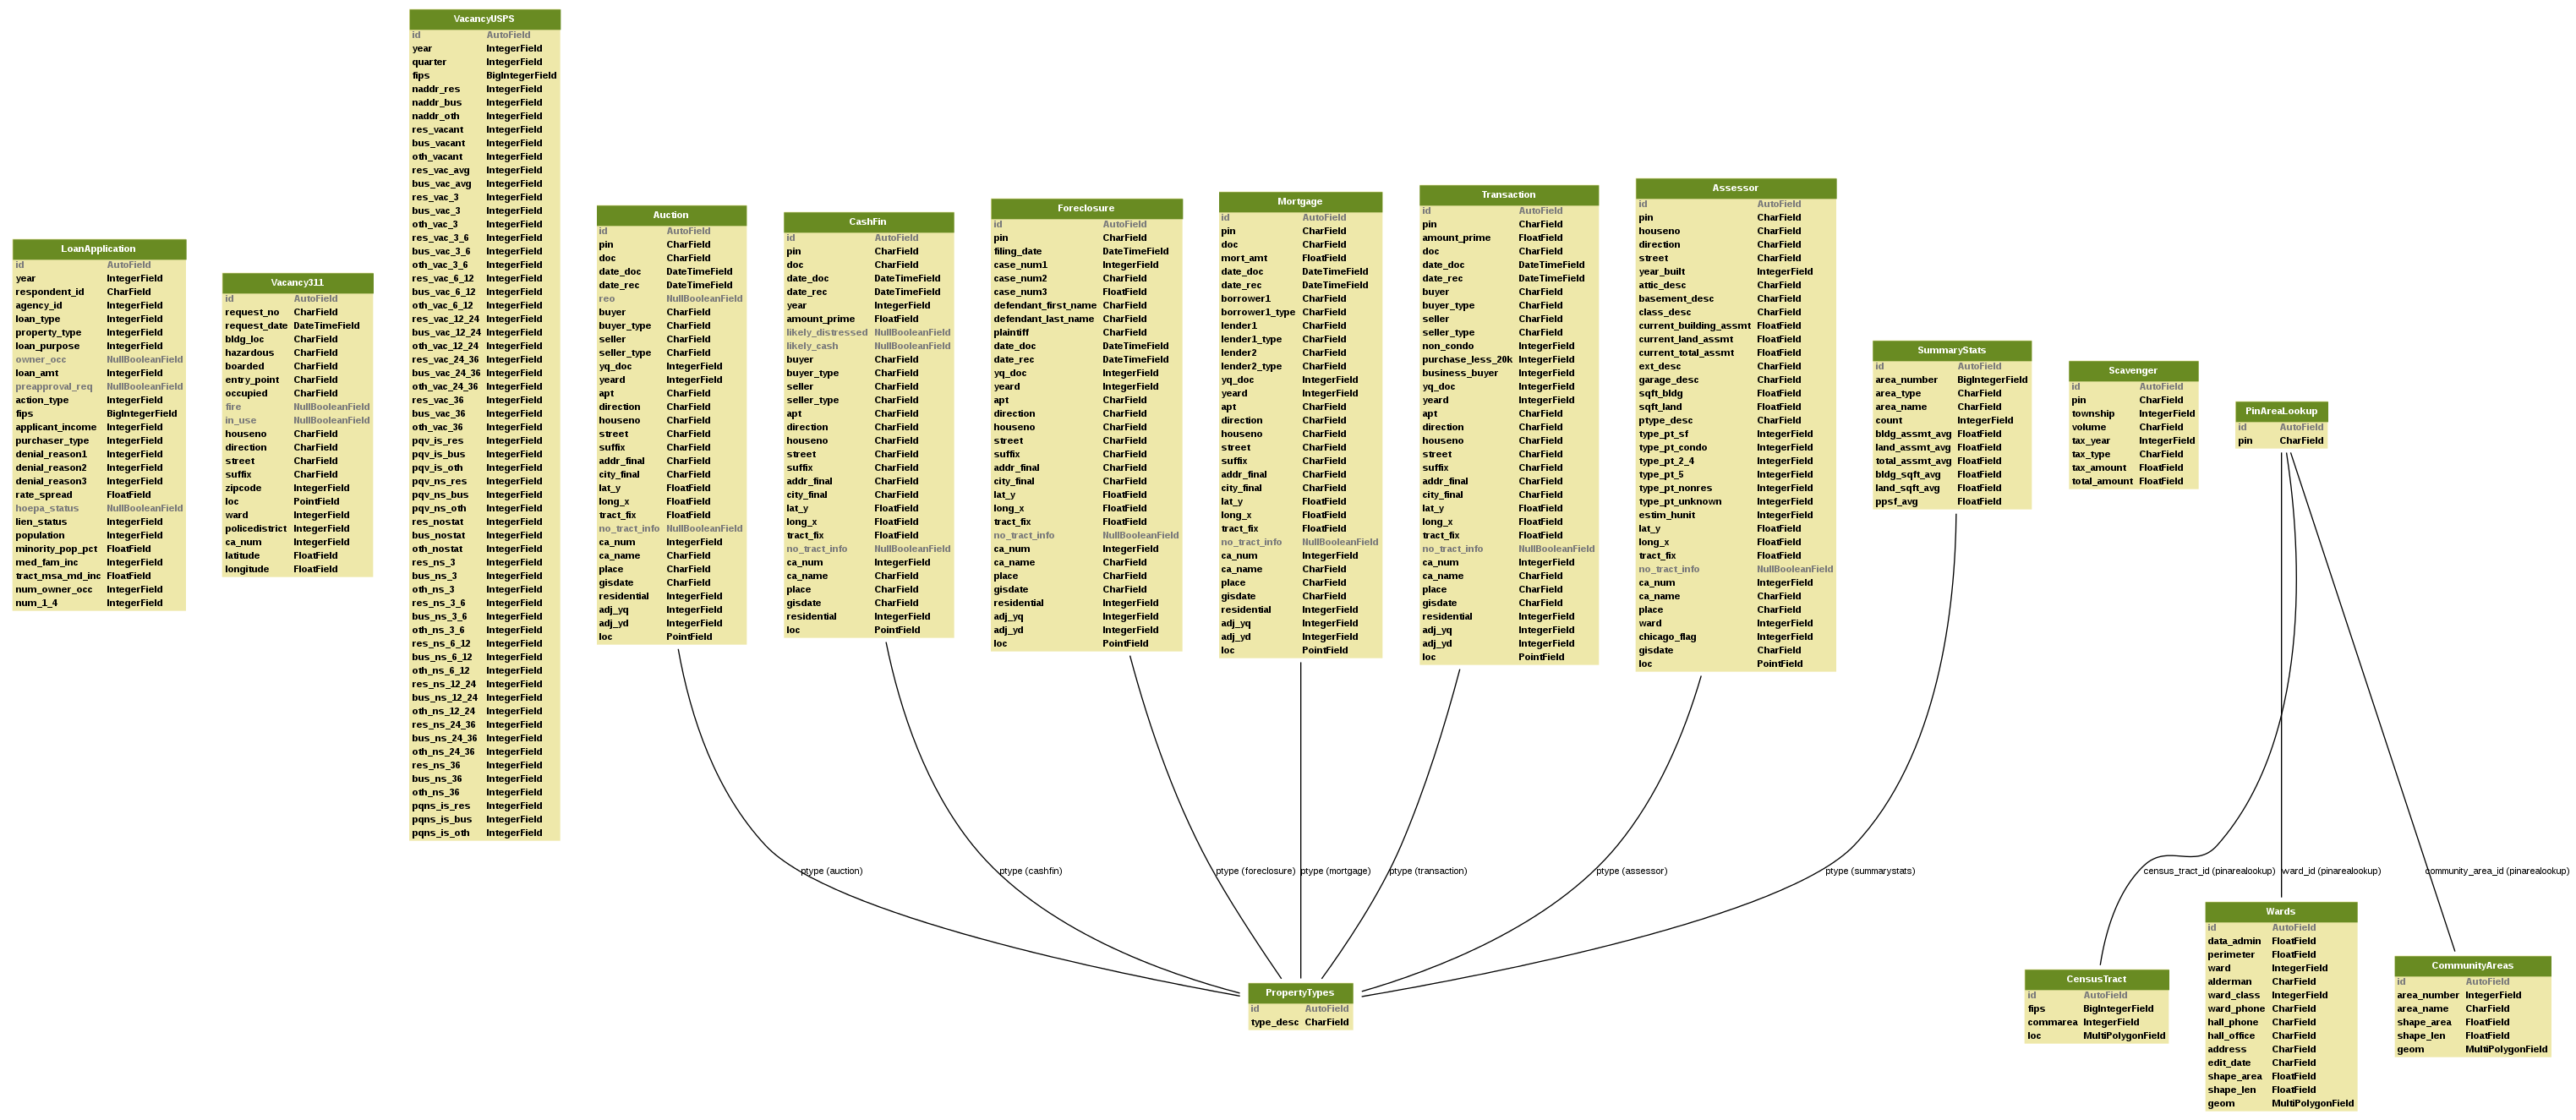 VacancyUSPS
id AutoField
year IntegerField
quarter IntegerField
fips BigIntegerField
naddr_res IntegerField
naddr_bus IntegerField
naddr_oth IntegerField
res_vacant IntegerField
bus_vacant IntegerField
oth_vacant IntegerField
res_vac_avg IntegerField
bus_vac_avg IntegerField
res_vac_3 IntegerField
bus_vac_3 IntegerField
oth_vac_3 IntegerField
res_vac_3_6 IntegerField
bus_vac_3_6 IntegerField
oth_vac_3_6 IntegerField
res_vac_6_12 IntegerField
bus_vac_6_12 IntegerField
oth_vac_6_12 IntegerField
res_vac_12_24 IntegerField
bus_vac_12_24 IntegerField
oth_vac_12_24 IntegerField
res_vac_24_36 IntegerField
bus_vac_24_36 IntegerField
oth_vac_24_36 IntegerField
res_vac_36 IntegerField
bus_vac_36 IntegerField
oth_vac_36 IntegerField
pqv_is_res IntegerField
pqv_is_bus IntegerField
pqv_is_oth IntegerField
pqv_ns_res IntegerField
pqv_ns_bus IntegerField
pqv_ns_oth IntegerField
res_nostat IntegerField
bus_nostat IntegerField
oth_nostat IntegerField
res_ns_3 IntegerField
bus_ns_3 IntegerField
oth_ns_3 IntegerField
res_ns_3_6 IntegerField
bus_ns_3_6 IntegerField
oth_ns_3_6 IntegerField
res_ns_6_12 IntegerField
bus_ns_6_12 IntegerField
oth_ns_6_12 IntegerField
res_ns_12_24 IntegerField
bus_ns_12_24 IntegerField
oth_ns_12_24 IntegerField
res_ns_24_36 IntegerField
bus_ns_24_36 IntegerField
oth_ns_24_36 IntegerField
res_ns_36 IntegerField
bus_ns_36 IntegerField
oth_ns_36 IntegerField
pqns_is_res IntegerField
pqns_is_bus IntegerField
pqns_is_oth IntegerField
LoanApplication
id AutoField
year IntegerField
respondent_id CharField
agency_id IntegerField
loan_type IntegerField
property_type IntegerField
loan_purpose IntegerField
owner_occ NullBooleanField
loan_amt IntegerField
preapproval_req NullBooleanField
action_type IntegerField
fips BigIntegerField
applicant_income IntegerField
purchaser_type IntegerField
denial_reason1 IntegerField
denial_reason2 IntegerField
denial_reason3 IntegerField
rate_spread FloatField
hoepa_status NullBooleanField
lien_status IntegerField
population IntegerField
minority_pop_pct FloatField
med_fam_inc IntegerField
tract_msa_md_inc FloatField
num_owner_occ IntegerField
num_1_4 IntegerField
Vacancy311
id AutoField
request_no CharField
request_date DateTimeField
bldg_loc CharField
hazardous CharField
boarded CharField
entry_point CharField
occupied CharField
fire NullBooleanField
in_use NullBooleanField
houseno CharField
direction CharField
street CharField
suffix CharField
zipcode IntegerField
loc PointField
ward IntegerField
policedistrict IntegerField
ca_num IntegerField
latitude FloatField
longitude FloatField
Auction
id AutoField
pin CharField
doc CharField
date_doc DateTimeField
date_rec DateTimeField
reo NullBooleanField
buyer CharField
buyer_type CharField
seller CharField
seller_type CharField
yq_doc IntegerField
yeard IntegerField
apt CharField
direction CharField
houseno CharField
street CharField
suffix CharField
addr_final CharField
city_final CharField
lat_y FloatField
long_x FloatField
tract_fix FloatField
no_tract_info NullBooleanField
ca_num IntegerField
ca_name CharField
place CharField
gisdate CharField
residential IntegerField
adj_yq IntegerField
adj_yd IntegerField
loc PointField
CashFin
id AutoField
pin CharField
doc CharField
date_doc DateTimeField
date_rec DateTimeField
year IntegerField
amount_prime FloatField
likely_distressed NullBooleanField
likely_cash NullBooleanField
buyer CharField
buyer_type CharField
seller CharField
seller_type CharField
apt CharField
direction CharField
houseno CharField
street CharField
suffix CharField
addr_final CharField
city_final CharField
lat_y FloatField
long_x FloatField
tract_fix FloatField
no_tract_info NullBooleanField
ca_num IntegerField
ca_name CharField
place CharField
gisdate CharField
residential IntegerField
loc PointField
Foreclosure
id AutoField
pin CharField
filing_date DateTimeField
case_num1 IntegerField
case_num2 CharField
case_num3 FloatField
defendant_first_name CharField
defendant_last_name CharField
plaintiff CharField
date_doc DateTimeField
date_rec DateTimeField
yq_doc IntegerField
yeard IntegerField
apt CharField
direction CharField
houseno CharField
street CharField
suffix CharField
addr_final CharField
city_final CharField
lat_y FloatField
long_x FloatField
tract_fix FloatField
no_tract_info NullBooleanField
ca_num IntegerField
ca_name CharField
place CharField
gisdate CharField
residential IntegerField
adj_yq IntegerField
adj_yd IntegerField
loc PointField
Mortgage
id AutoField
pin CharField
doc CharField
mort_amt FloatField
date_doc DateTimeField
date_rec DateTimeField
borrower1 CharField
borrower1_type CharField
lender1 CharField
lender1_type CharField
lender2 CharField
lender2_type CharField
yq_doc IntegerField
yeard IntegerField
apt CharField
direction CharField
houseno CharField
street CharField
suffix CharField
addr_final CharField
city_final CharField
lat_y FloatField
long_x FloatField
tract_fix FloatField
no_tract_info NullBooleanField
ca_num IntegerField
ca_name CharField
place CharField
gisdate CharField
residential IntegerField
adj_yq IntegerField
adj_yd IntegerField
loc PointField
Transaction
id AutoField
pin CharField
amount_prime FloatField
doc CharField
date_doc DateTimeField
date_rec DateTimeField
buyer CharField
buyer_type CharField
seller CharField
seller_type CharField
non_condo IntegerField
purchase_less_20k IntegerField
business_buyer IntegerField
yq_doc IntegerField
yeard IntegerField
apt CharField
direction CharField
houseno CharField
street CharField
suffix CharField
addr_final CharField
city_final CharField
lat_y FloatField
long_x FloatField
tract_fix FloatField
no_tract_info NullBooleanField
ca_num IntegerField
ca_name CharField
place CharField
gisdate CharField
residential IntegerField
adj_yq IntegerField
adj_yd IntegerField
loc PointField
Assessor
id AutoField
pin CharField
houseno CharField
direction CharField
street CharField
year_built IntegerField
attic_desc CharField
basement_desc CharField
class_desc CharField
current_building_assmt FloatField
current_land_assmt FloatField
current_total_assmt FloatField
ext_desc CharField
garage_desc CharField
sqft_bldg FloatField
sqft_land FloatField
ptype_desc CharField
type_pt_sf IntegerField
type_pt_condo IntegerField
type_pt_2_4 IntegerField
type_pt_5 IntegerField
type_pt_nonres IntegerField
type_pt_unknown IntegerField
estim_hunit IntegerField
lat_y FloatField
long_x FloatField
tract_fix FloatField
no_tract_info NullBooleanField
ca_num IntegerField
ca_name CharField
place CharField
ward IntegerField
chicago_flag IntegerField
gisdate CharField
loc PointField
SummaryStats
id AutoField
area_number BigIntegerField
area_type CharField
area_name CharField
count IntegerField
bldg_assmt_avg FloatField
land_assmt_avg FloatField
total_assmt_avg FloatField
bldg_sqft_avg FloatField
land_sqft_avg FloatField
ppsf_avg FloatField
Scavenger
id AutoField
pin CharField
township IntegerField
volume CharField
tax_year IntegerField
tax_type CharField
tax_amount FloatField
total_amount FloatField
PinAreaLookup
id AutoField
pin CharField
ptype (auction)
ptype (cashfin)
ptype (foreclosure)
ptype (mortgage)
ptype (transaction)
ptype (assessor)
ptype (summarystats)
census_tract_id (pinarealookup)
ward_id (pinarealookup)
community_area_id (pinarealookup)
PropertyTypes
id AutoField
type_desc CharField
CensusTract
id AutoField
fips BigIntegerField
commarea IntegerField
loc MultiPolygonField
Wards
id AutoField
data_admin FloatField
perimeter FloatField
ward IntegerField
alderman CharField
ward_class IntegerField
ward_phone CharField
hall_phone CharField
hall_office CharField
address CharField
edit_date CharField
shape_area FloatField
shape_len FloatField
geom MultiPolygonField
CommunityAreas
id AutoField
area_number IntegerField
area_name CharField
shape_area FloatField
shape_len FloatField
geom MultiPolygonField